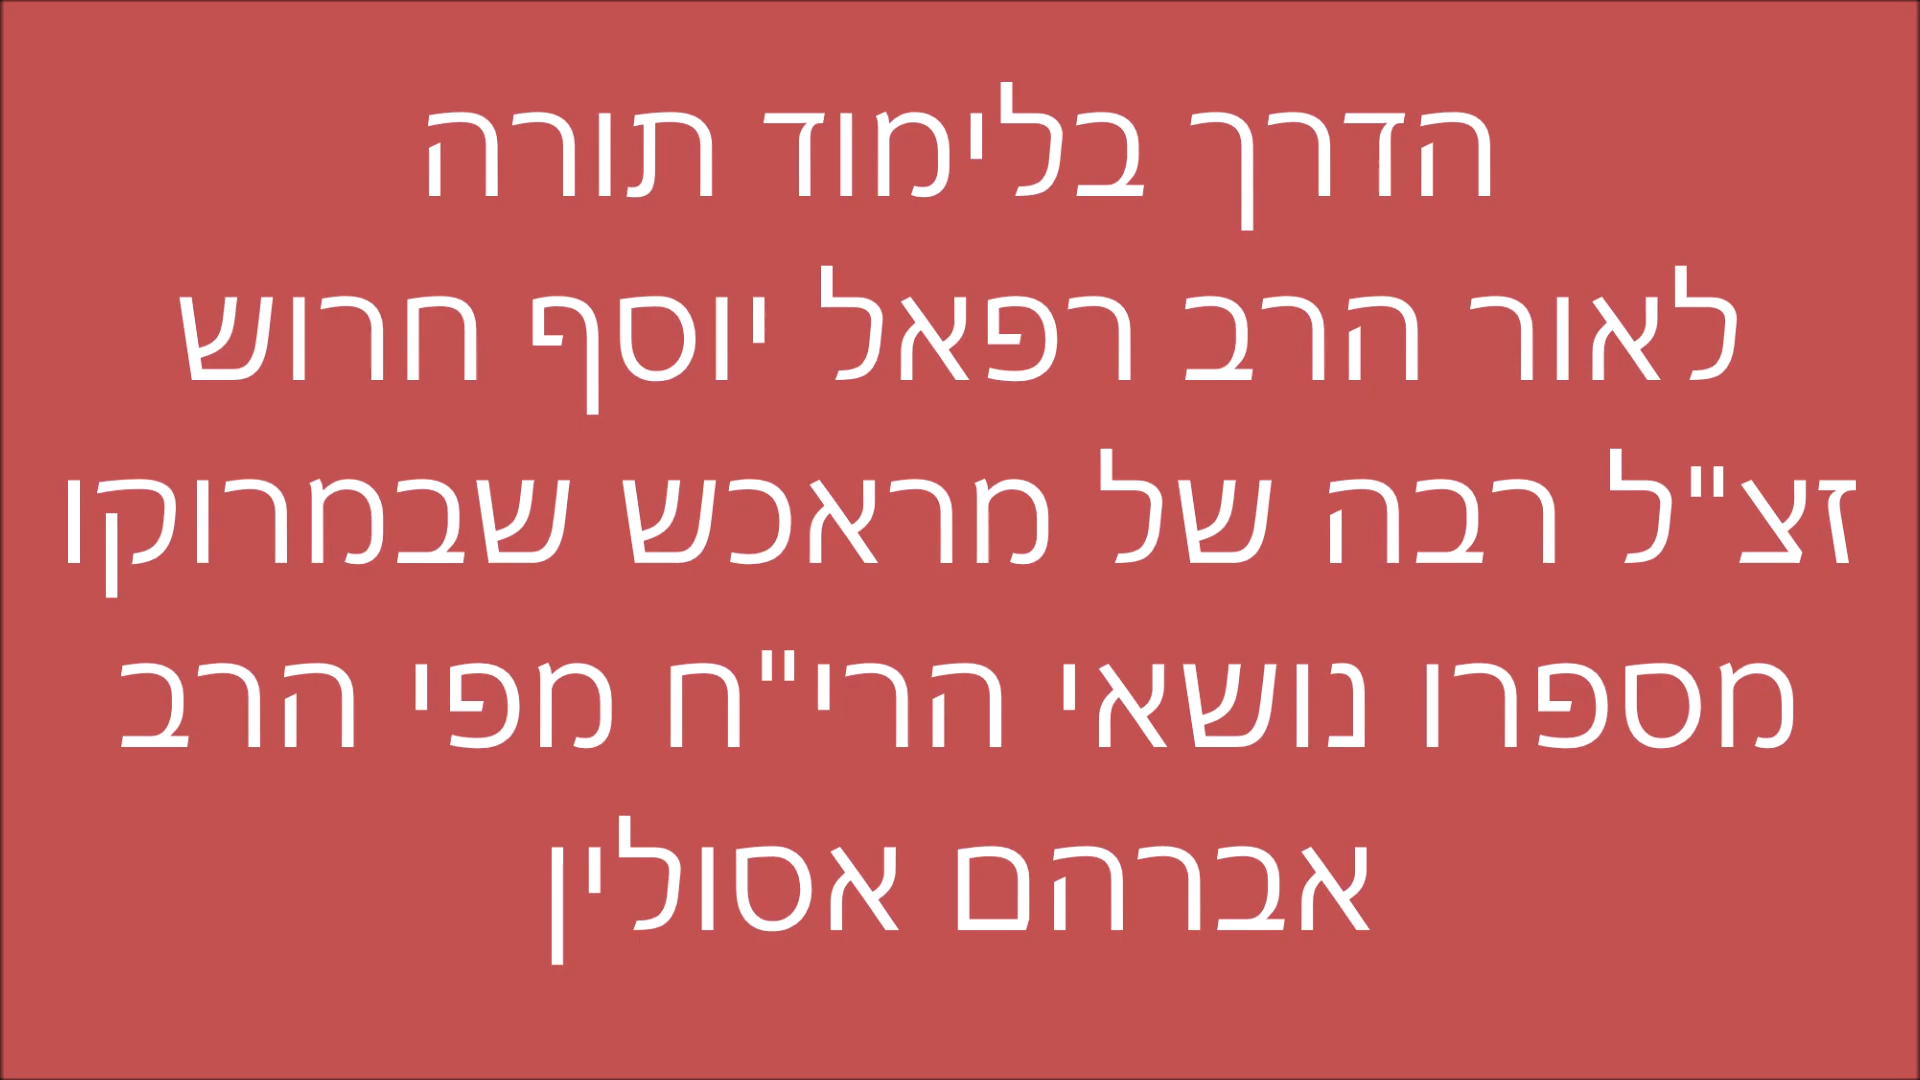 הדרך בלימוד תורה
לאור הרב רפאל יוסף חרוש
זצ"ל רבה של מראכש שבמרוקו
מספרו נושאי הרי"ח מפי הרב
אברהם אסולין